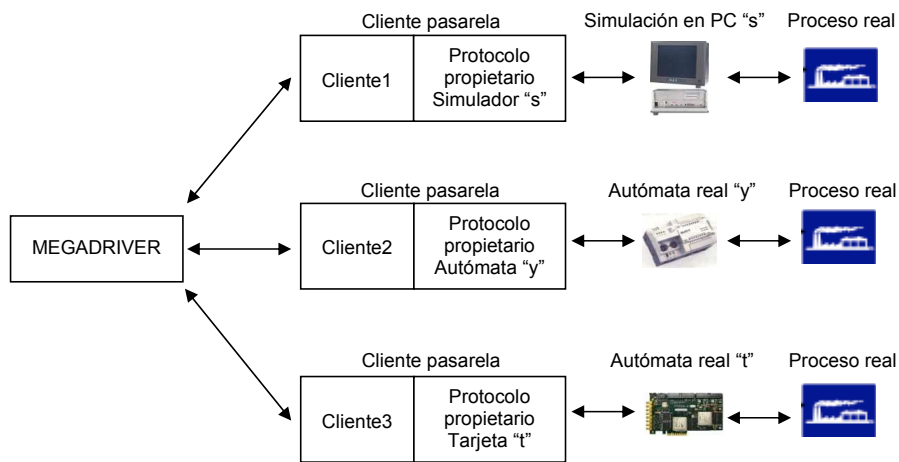 Cliente pasarela
Simulación en PC “s”
Proceso real
Cliente1
Protocolo
propietario
Simulador “s”
Cliente pasarela
Autómata real “y”
Proceso real
MEGADRIVER
Cliente2
Protocolo
propietario
Autómata “y”
Cliente pasarela
Autómata real “t”
Proceso real
Cliente3
Protocolo
propietario
Tarjeta “t”